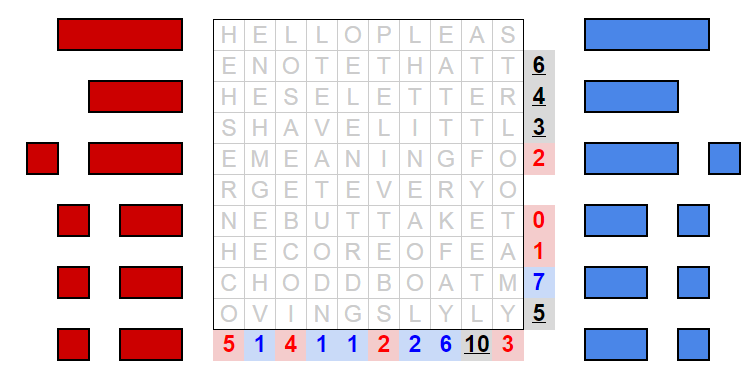 H E L L O P L E A S
E N O T E T H A T T 6
H E S E L E T T E R 4
S H A V E L I T T L 3
E M E A N I N G F O 2
R G E T E V E R Y O
N E B U T T A K E T 0
H E C O R E O F E A 1
C H O D D B O A T M 7
O V I N G S L Y L Y 5
5 1 4 1 1 2 2 6 10 3